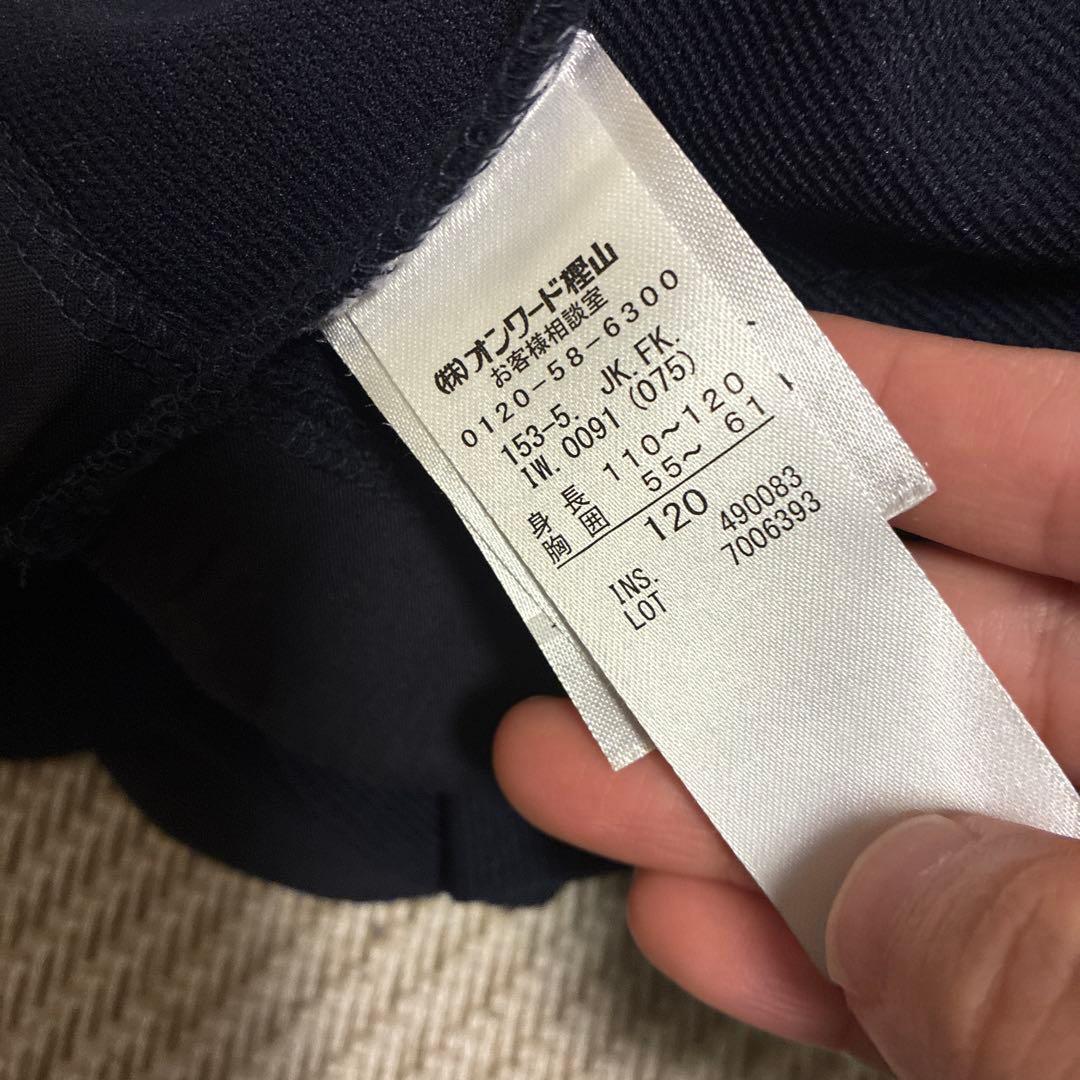 ㈱オンワード樫山
お客様相談室
0120-58-6300
153-5. JK.FK.
IW.0091(075)
身長 110~120
胸囲 55~ 61
120
INS. 490083
LOT 7006393